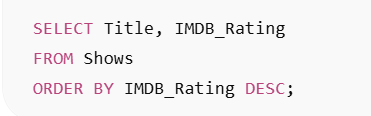 SELECT Title, IMDB_Rating
FROM Shows
ORDER BY IMDB_Rating DESC;